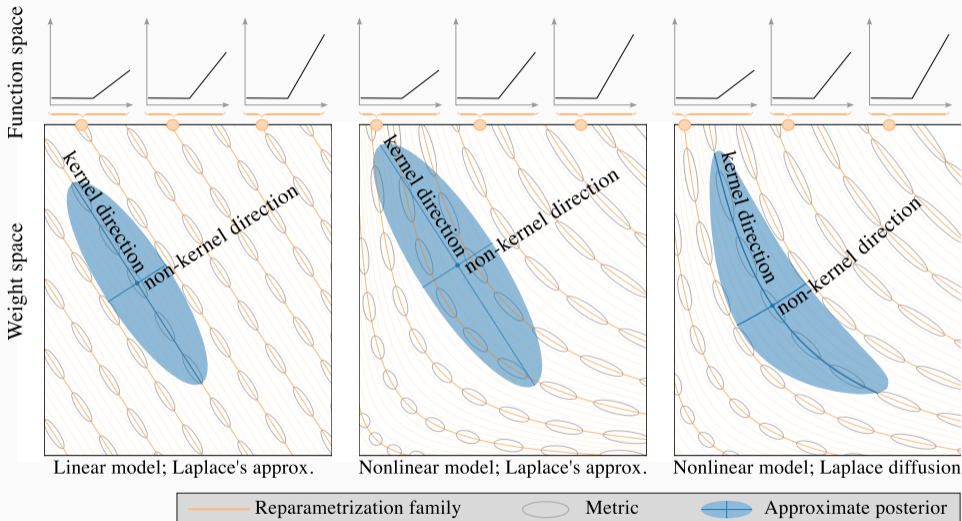 Function space
Weight space
kernel direction
non-kernel direction
kernel direction
non-kernel direction
kernel direction
non-kernel direction
Linear model; Laplace's approx.
Nonlinear model; Laplace's approx.
Nonlinear model; Laplace diffusion
Reparametrization family
Metric
Approximate posterior